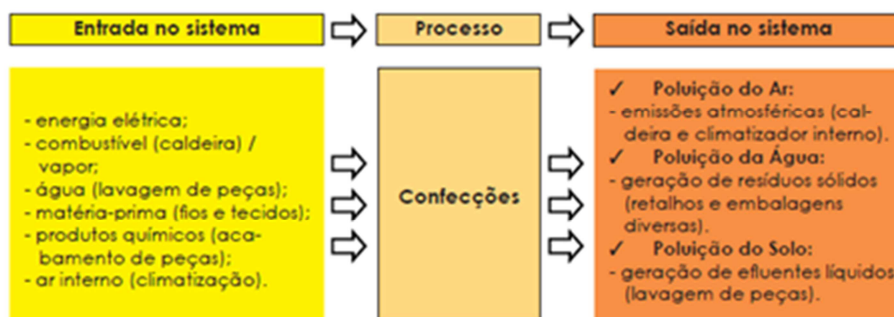 Entrada no sistema
Processo
Saída no sistema
- energia elétrica;
- combustível (caldeira) /
vapor;
- água (lavagem de peças);
- matéria-prima (fios e tecidos);
- produtos químicos (aca-
bamento de peças);
- ar interno (climatização).
Confecções
✓ Poluição do Ar:
- emissões atmosféricas (cal-
deira e climatizador interno).
✓ Poluição da Água:
- geração de resíduos sólidos
(retalhos e embalagens
diversas).
✓ Poluição do Solo:
- geração de efluentes líquidos
(lavagem de peças).